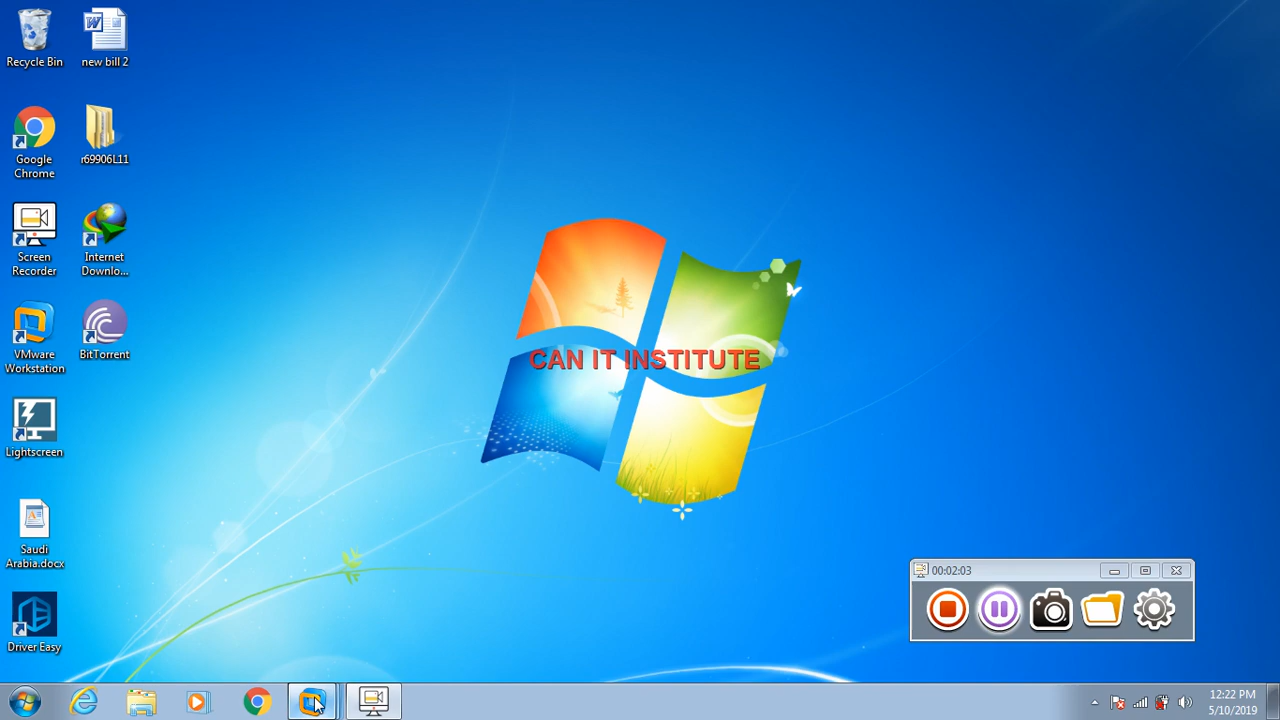 Recycle Bin
new bill 2
Google
Chrome
r69906L11
Screen
Recorder
Internet
Downlo...
VMware
Workstation
BitTorrent
Lightscreen
Saudi
Arabia.docx
Driver Easy
CAN IT INSTITUTE
00:02:03
12:22 PM
5/10/2019